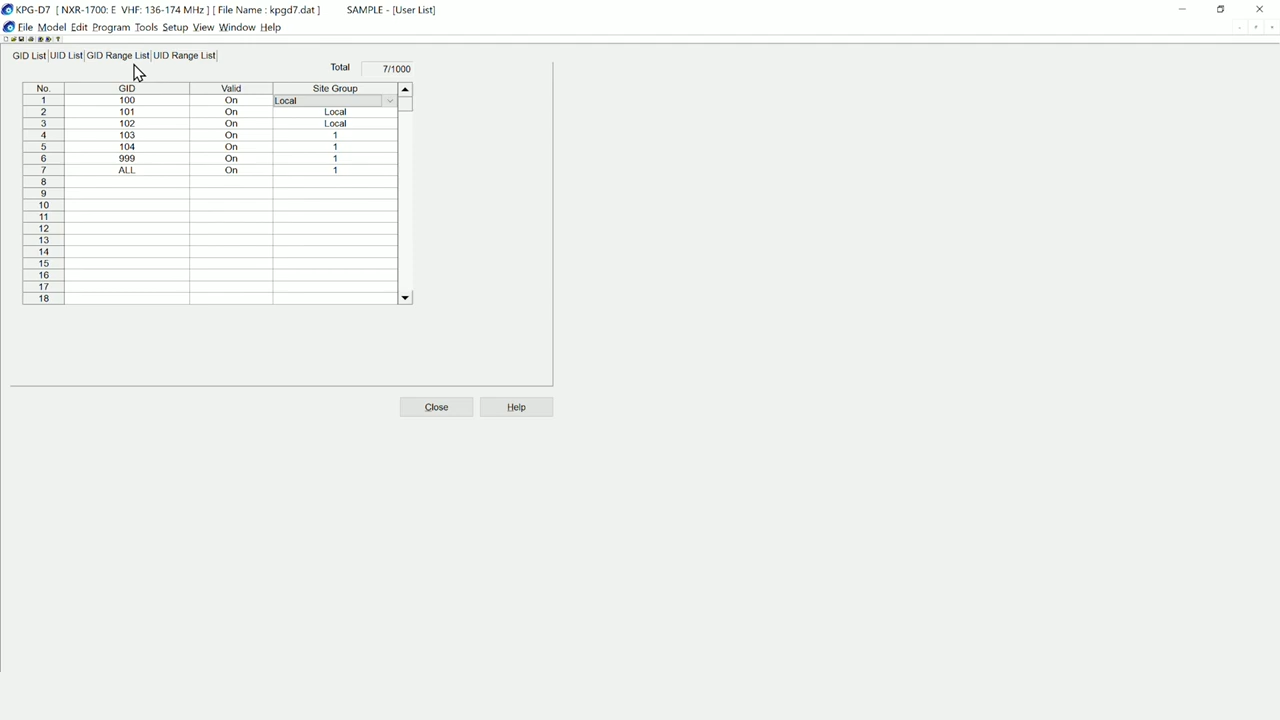 KPG-D7 [ NXR-1700: E VHF: 136-174 MHz ] [ File Name : kpgd7.dat ] SAMPLE - [User List]
File Model Edit Program Tools Setup View Window Help
GID List UID List GID Range List UID Range List
Total 7/1000
No. GID Valid Site Group
1 100 On Local
2 101 On Local
3 102 On Local
4 103 On 1
5 104 On 1
6 999 On 1
7 ALL On 1
8
9
10
11
12
13
14
15
16
17
18
Close Help